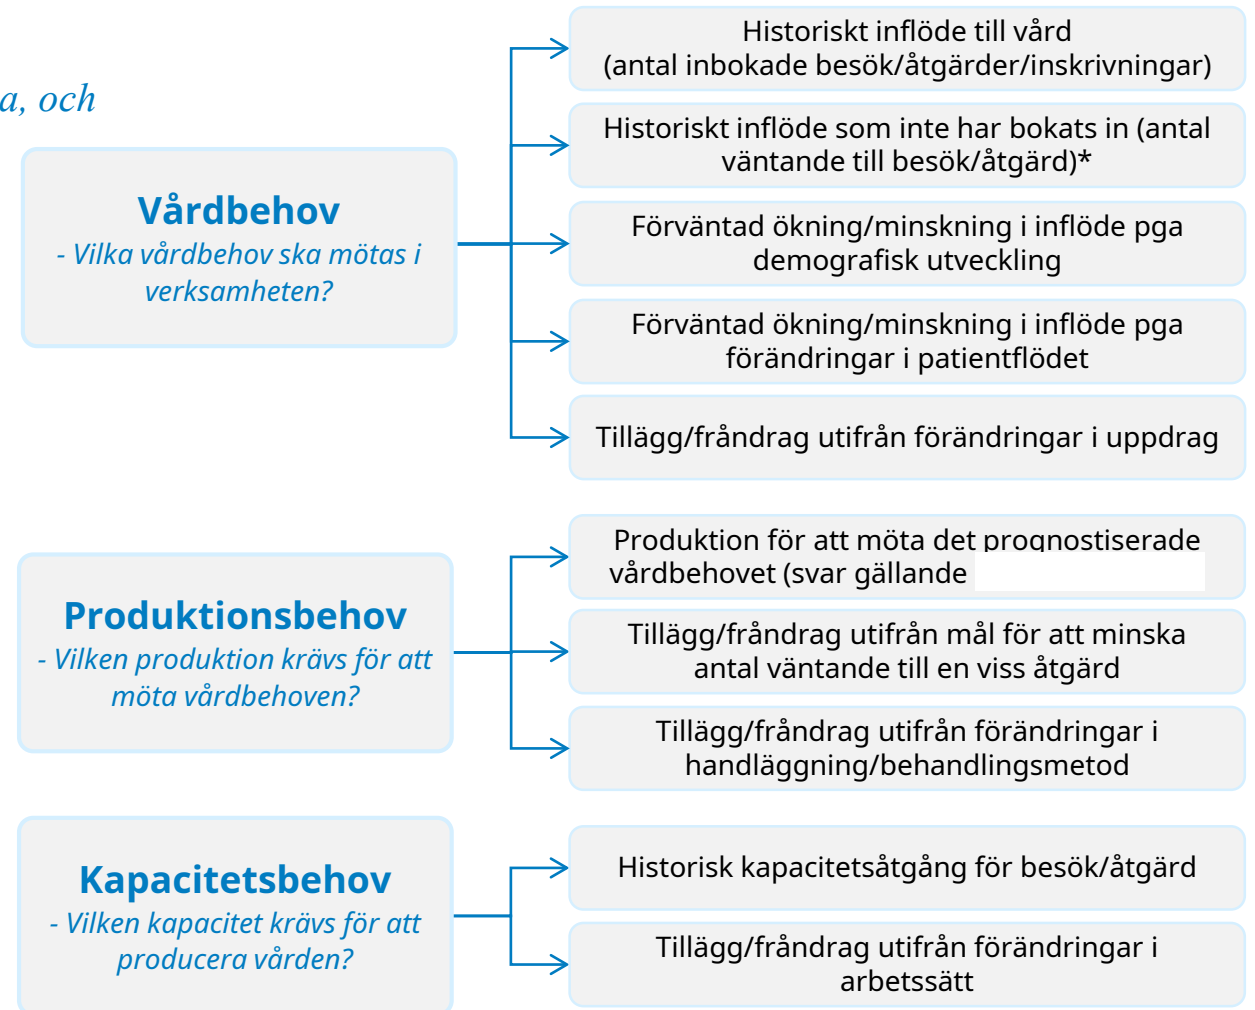 a, och
Vårdbehov
- Vilka vårdbehov ska mötas i
verksamheten?
Historiskt inflöde till vård
(antal inbokade besök/åtgärder/inskrivningar)
Historiskt inflöde som inte har bokats in (antal
väntande till besök/åtgärd)*
Förväntad ökning/minskning i inflöde pga
demografisk utveckling
Förväntad ökning/minskning i inflöde pga
förändringar i patientflödet
Tillägg/fråndrag utifrån förändringar i uppdrag
Produktionsbehov
- Vilken produktion krävs för att
möta vårdbehoven?
Produktion för att möta det prognostiserade
vårdbehovet (svar gällande
Tillägg/fråndrag utifrån mål för att minska
antal väntande till en viss åtgärd
Tillägg/fråndrag utifrån förändringar i
handläggning/behandlingsmetod
Kapacitetsbehov
- Vilken kapacitet krävs för att
producera vården?
Historisk kapacitetsåtgång för besök/åtgärd
Tillägg/fråndrag utifrån förändringar i
arbetssätt